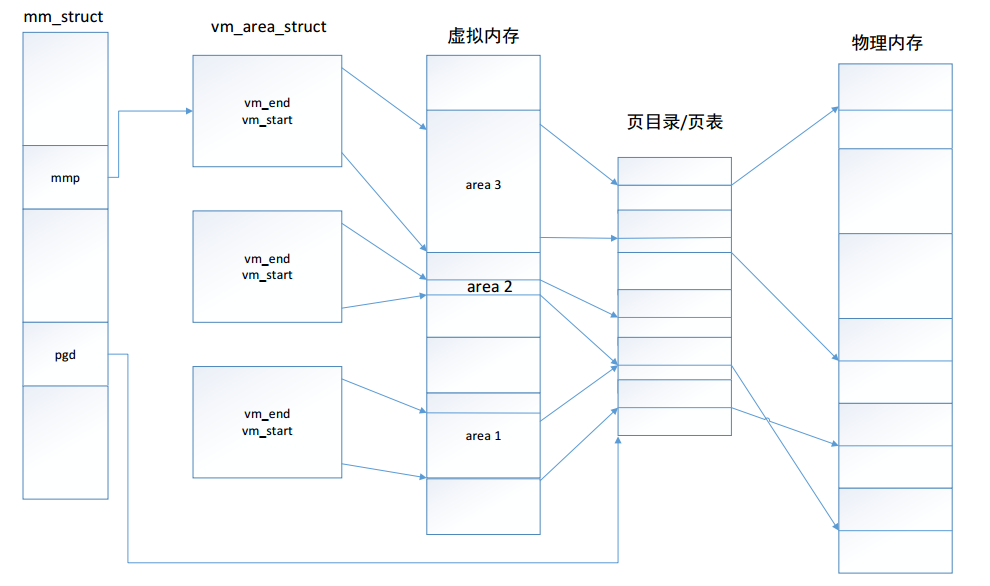 mm_struct
vm_area_struct
虚拟内存
物理内存
页目录/页表
mmp
pgd
vm_end
vm_start
vm_end
vm_start
vm_end
vm_start
area 3
area 2
area 1